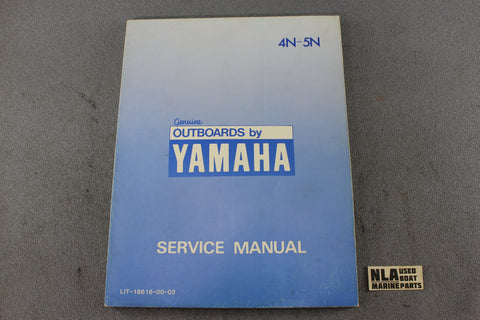 4N-5N
Genuine
OUTBOARDS by
YAMAHA
SERVICE MANUAL
LIT-18616-00-02
NLA USED
BOAT
MARINE PARTS